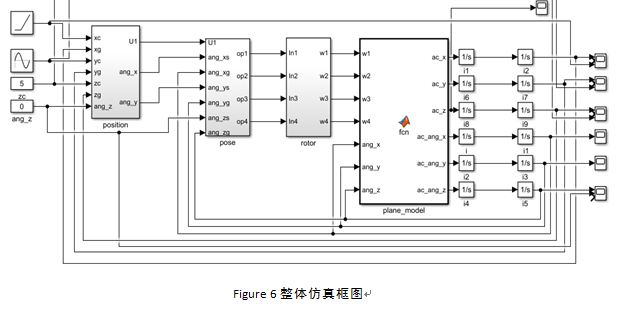 xc
xg
yc
yg
zc
zg
ang_z
U1
ang_x
ang_y
position
5
zc
0
ang_z
U1
ang_xs
ang_xg
ang_ys
ang_yg
ang_zs
ang_zg
op1
op2
op3
op4
pose
In1
In2
In3
In4
w1
w2
w3
w4
rotor
w1
w2
w3
w4
ang_x
ang_y
ang_z
fcn
ac_x
ac_y
ac_z
ac_ang_x
ac_ang_y
ac_ang_z
plane_model
1/s
i1
1/s
i2
1/s
i6
1/s
i7
1/s
i8
1/s
i9
1/s
i
1/s
i1
1/s
i2
1/s
i3
1/s
i4
1/s
i5
Figure 6 整体仿真框图